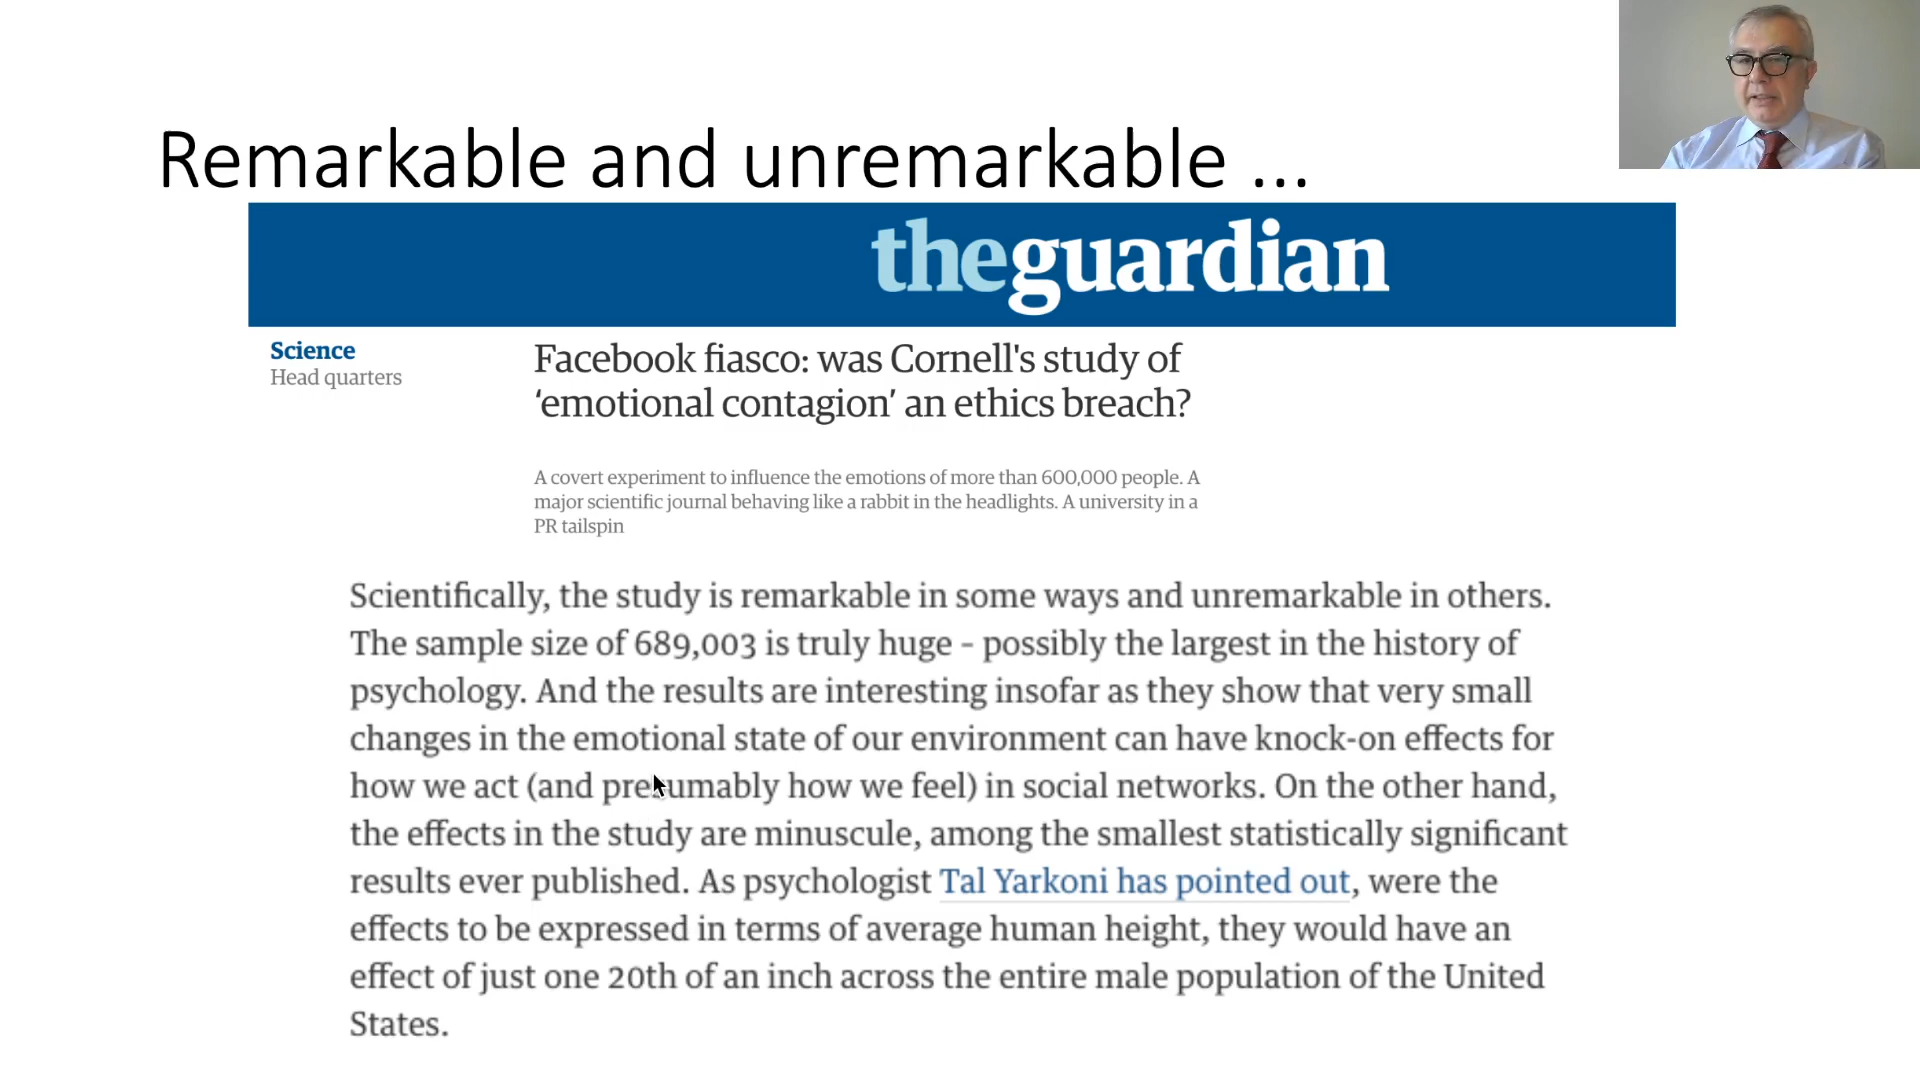 Remarkable and unremarkable ...
theguardian
Science
Head quarters
Facebook fiasco: was Cornell's study of
‘emotional contagion’ an ethics breach?
A covert experiment to influence the emotions of more than 600,000 people. A
major scientific journal behaving like a rabbit in the headlights. A university in a
PR tailspin
Scientifically, the study is remarkable in some ways and unremarkable in others.
The sample size of 689,003 is truly huge – possibly the largest in the history of
psychology. And the results are interesting insofar as they show that very small
changes in the emotional state of our environment can have knock-on effects for
how we act (and presumably how we feel) in social networks. On the other hand,
the effects in the study are minuscule, among the smallest statistically significant
results ever published. As psychologist Tal Yarkoni has pointed out, were the
effects to be expressed in terms of average human height, they would have an
effect of just one 20th of an inch across the entire male population of the United
States.